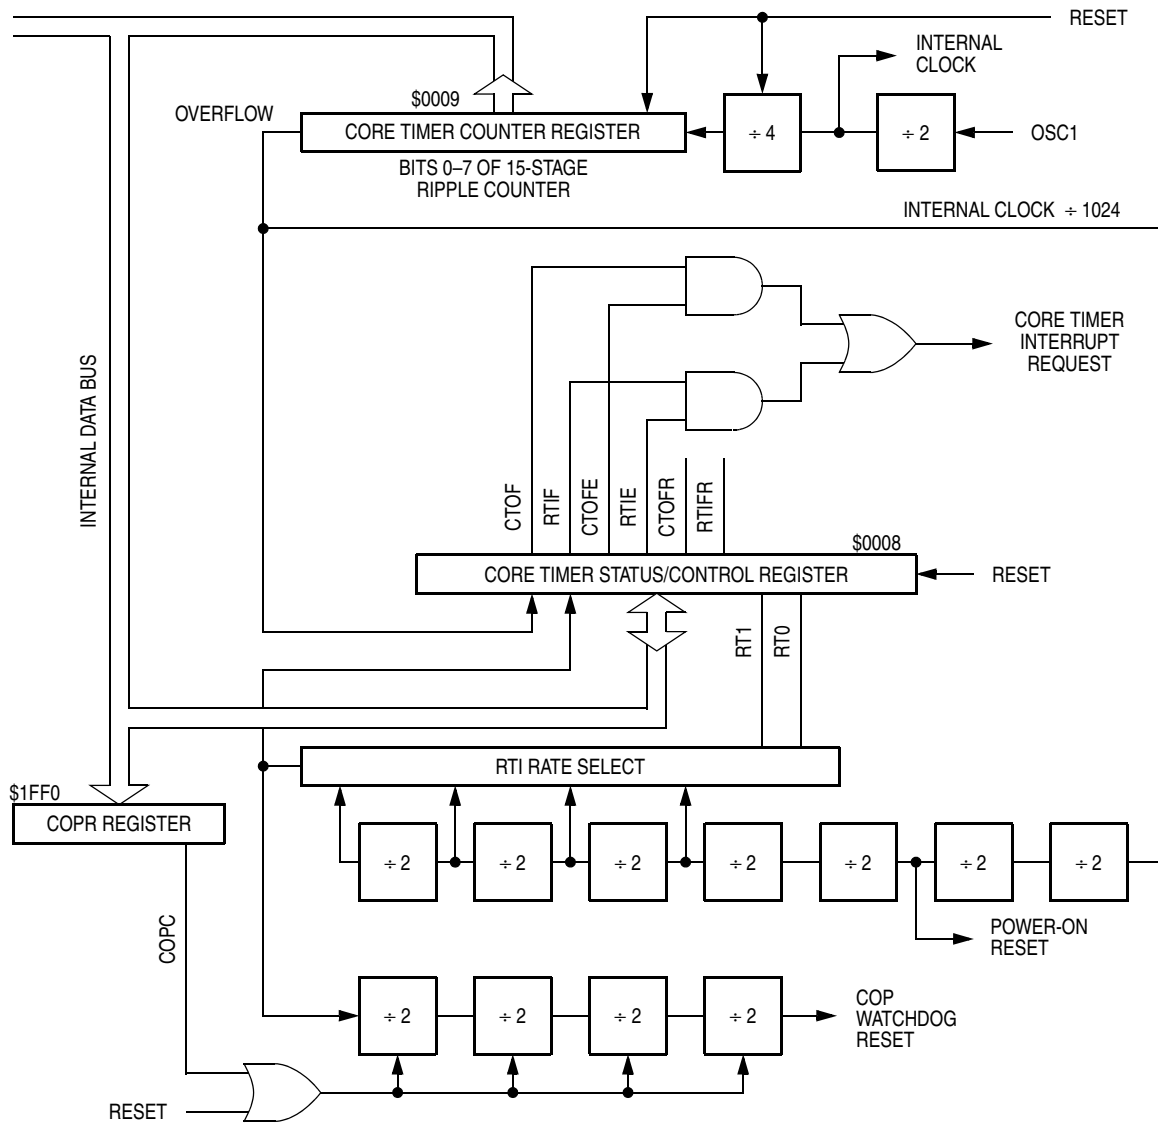 RESET
INTERNAL
CLOCK
$0009
OVERFLOW
CORE TIMER COUNTER REGISTER
÷ 4
÷ 2
OSC1
BITS 0–7 OF 15-STAGE
RIPPLE COUNTER
INTERNAL CLOCK ÷ 1024
CORE TIMER
INTERRUPT
REQUEST
INTERNAL DATA BUS
CTOF
RTIF
CTOFE
RTIE
CTOFR
RTIFR
$0008
CORE TIMER STATUS/CONTROL REGISTER
RESET
RT1
RT0
RTI RATE SELECT
$1FF0
COPR REGISTER
÷ 2
÷ 2
÷ 2
÷ 2
÷ 2
÷ 2
÷ 2
POWER-ON
RESET
COPC
÷ 2
÷ 2
÷ 2
÷ 2
COP
WATCHDOG
RESET
RESET